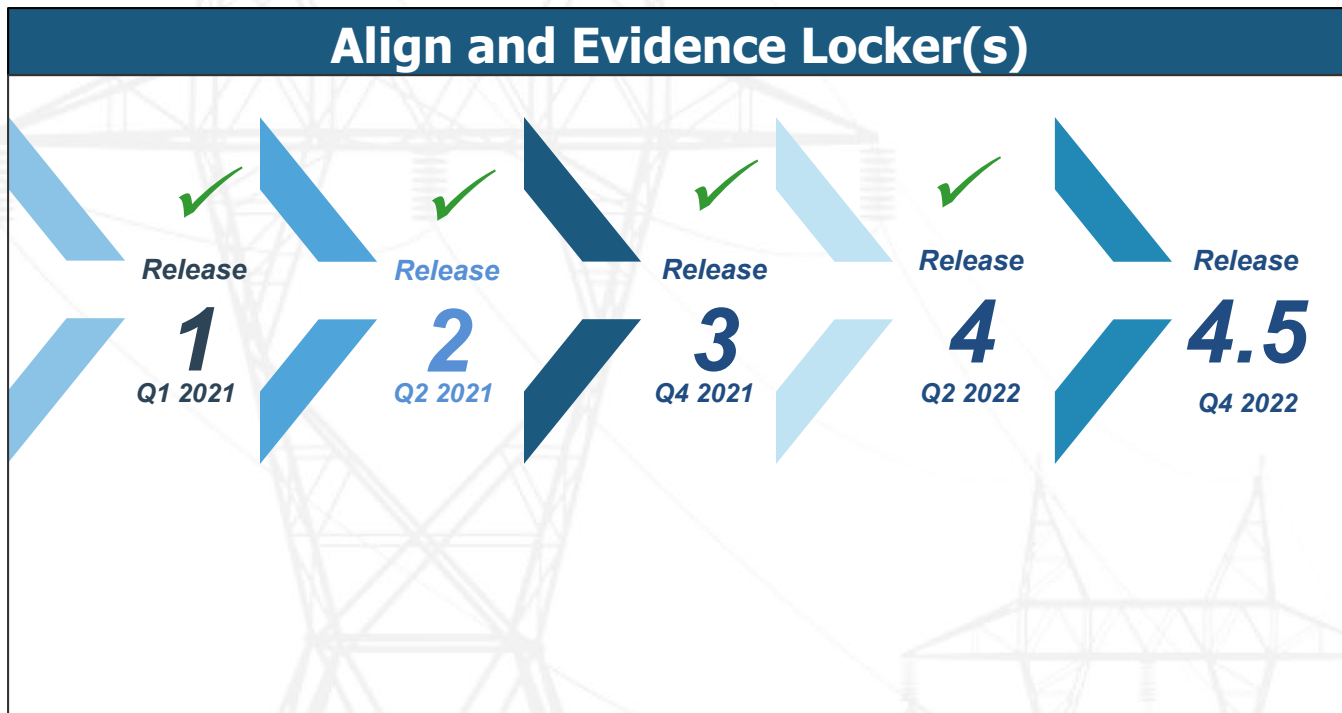 Align and Evidence Locker(s)
Release
1
Q1 2021
Release
2
Q2 2021
Release
3
Q4 2021
Release
4
Q2 2022
Release
4.5
Q4 2022